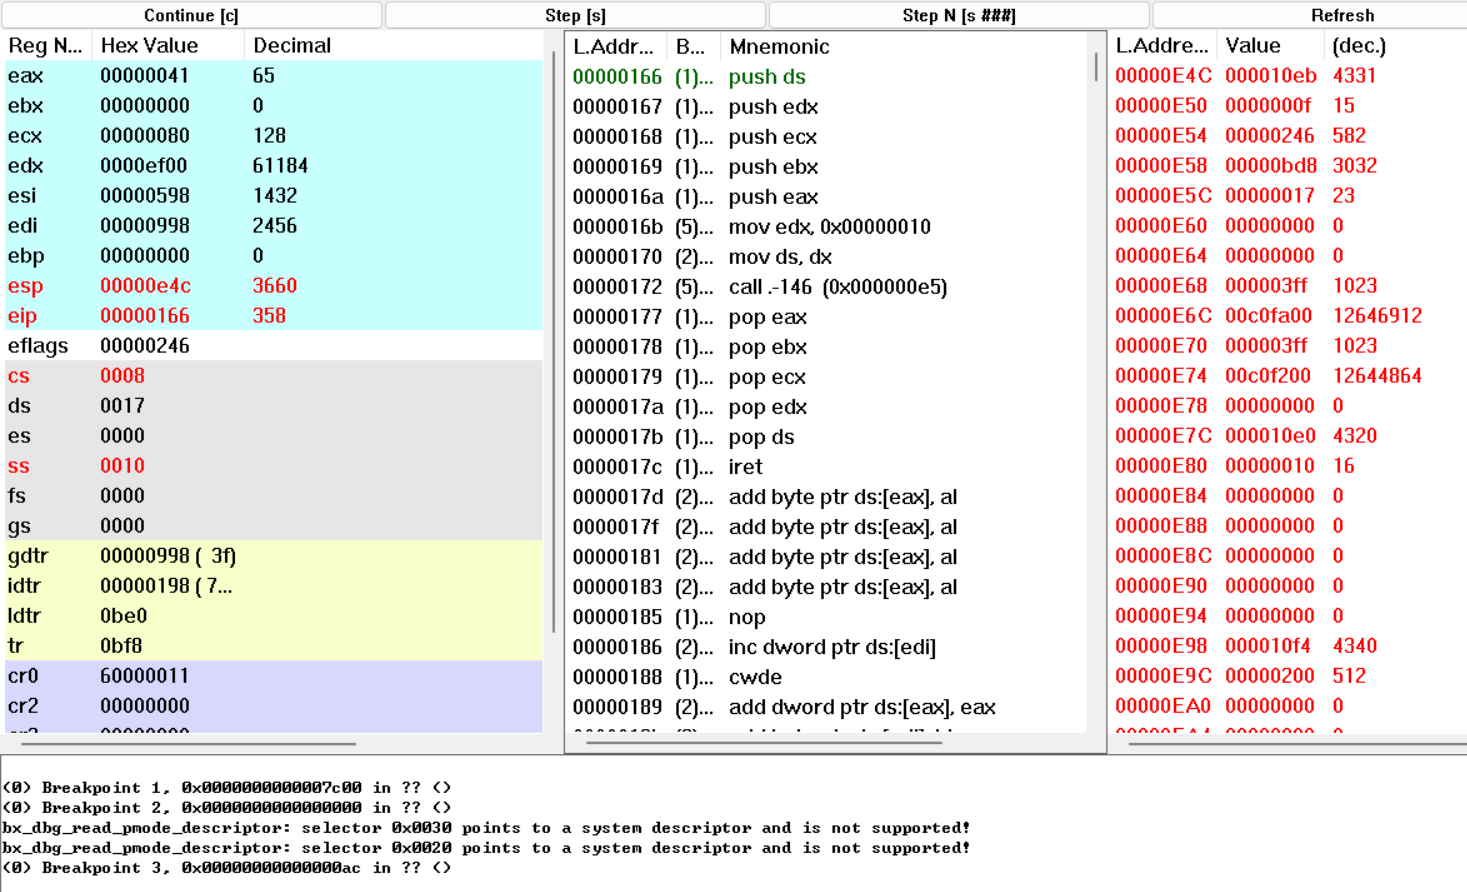 Continue [c] Step [s] Step N [s ###] Refresh
Reg N... Hex Value Decimal
eax 00000041 65
ebx 00000000 0
ecx 00000080 128
edx 0000ef00 61184
esi 00000598 1432
edi 00000998 2456
ebp 00000000 0
esp 00000e4c 3660
eip 00000166 358
eflags 00000246
cs 0008
ds 0017
es 0000
ss 0010
fs 0000
gs 0000
gdtr 00000998 ( 3f)
idtr 00000198 ( 7...
ldtr 0be0
tr 0bf8
cr0 60000011
cr2 00000000
L.Addr... B... Mnemonic
00000166 (1)... push ds
00000167 (1)... push edx
00000168 (1)... push ecx
00000169 (1)... push ebx
0000016a (1)... push eax
0000016b (5)... mov edx, 0x00000010
00000170 (2)... mov ds, dx
00000172 (5)... call .-146 (0x000000e5)
00000177 (1)... pop eax
00000178 (1)... pop ebx
00000179 (1)... pop ecx
0000017a (1)... pop edx
0000017b (1)... pop ds
0000017c (1)... iret
0000017d (2)... add byte ptr ds:[eax], al
0000017f (2)... add byte ptr ds:[eax], al
00000181 (2)... add byte ptr ds:[eax], al
00000183 (2)... add byte ptr ds:[eax], al
00000185 (1)... nop
00000186 (2)... inc dword ptr ds:[edi]
00000188 (1)... cwde
00000189 (2)... add dword ptr ds:[eax], eax
L.Addre... Value (dec.)
00000E4C 000010eb 4331
00000E50 0000000f 15
00000E54 00000246 582
00000E58 00000bd8 3032
00000E5C 00000017 23
00000E60 00000000 0
00000E64 00000000 0
00000E68 000003ff 1023
00000E6C 00c0fa00 12646912
00000E70 000003ff 1023
00000E74 00c0f200 12644864
00000E78 00000000 0
00000E7C 000010e0 4320
00000E80 00000010 16
00000E84 00000000 0
00000E88 00000000 0
00000E8C 00000000 0
00000E90 00000000 0
00000E94 00000000 0
00000E98 000010f4 4340
00000E9C 00000200 512
00000EA0 00000000 0
(0) Breakpoint 1, 0x0000000000007c00 in ?? ()
(0) Breakpoint 2, 0x0000000000000000 in ?? ()
bx_dbg_read_pmode_descriptor: selector 0x0030 points to a system descriptor and is not supported!
bx_dbg_read_pmode_descriptor: selector 0x0020 points to a system descriptor and is not supported!
(0) Breakpoint 3, 0x00000000000000ac in ?? ()